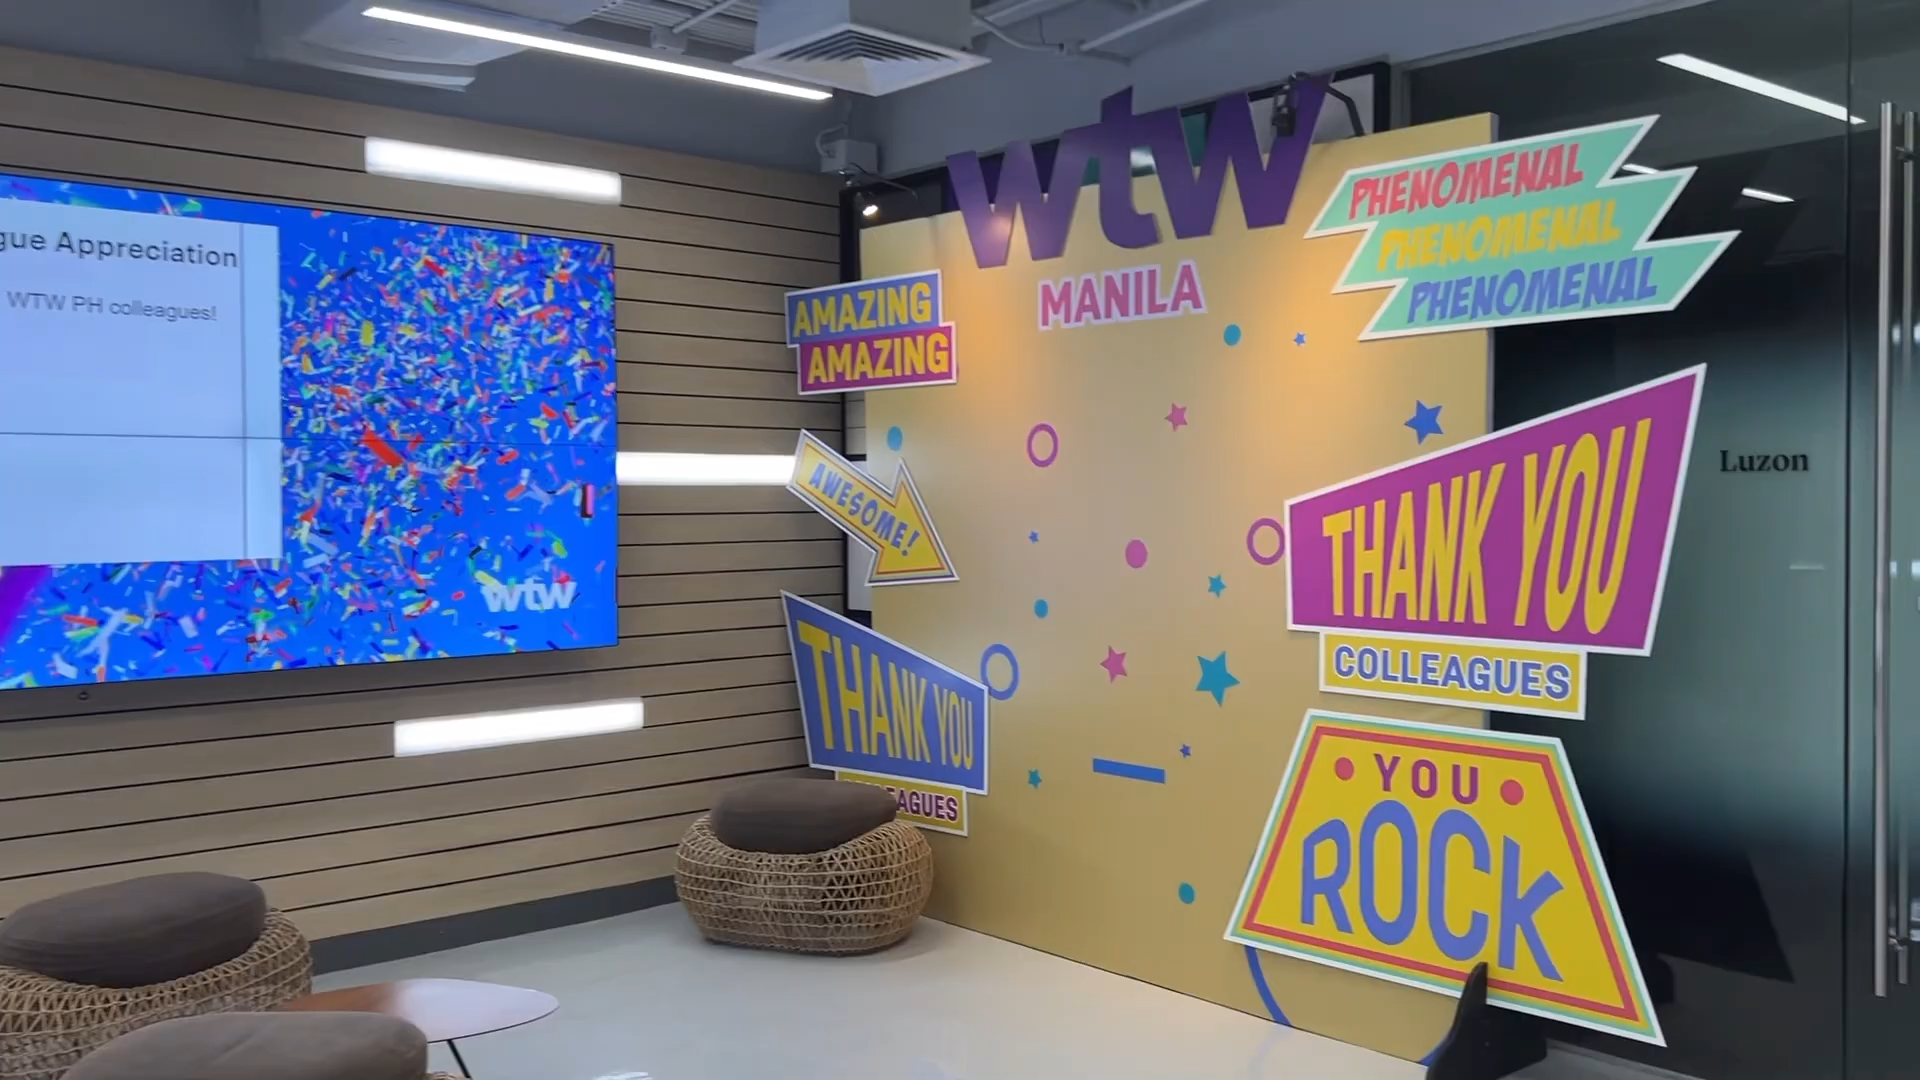 gue Appreciation
WTW PH colleagues!
wtw
wtw
MANILA
AMAZING
AMAZING
AWESOME!
THANK YOU
AGUES
PHENOMENAL
PHENOMENAL
PHENOMENAL
THANK YOU
COLLEAGUES
YOU
ROCK
Luzon